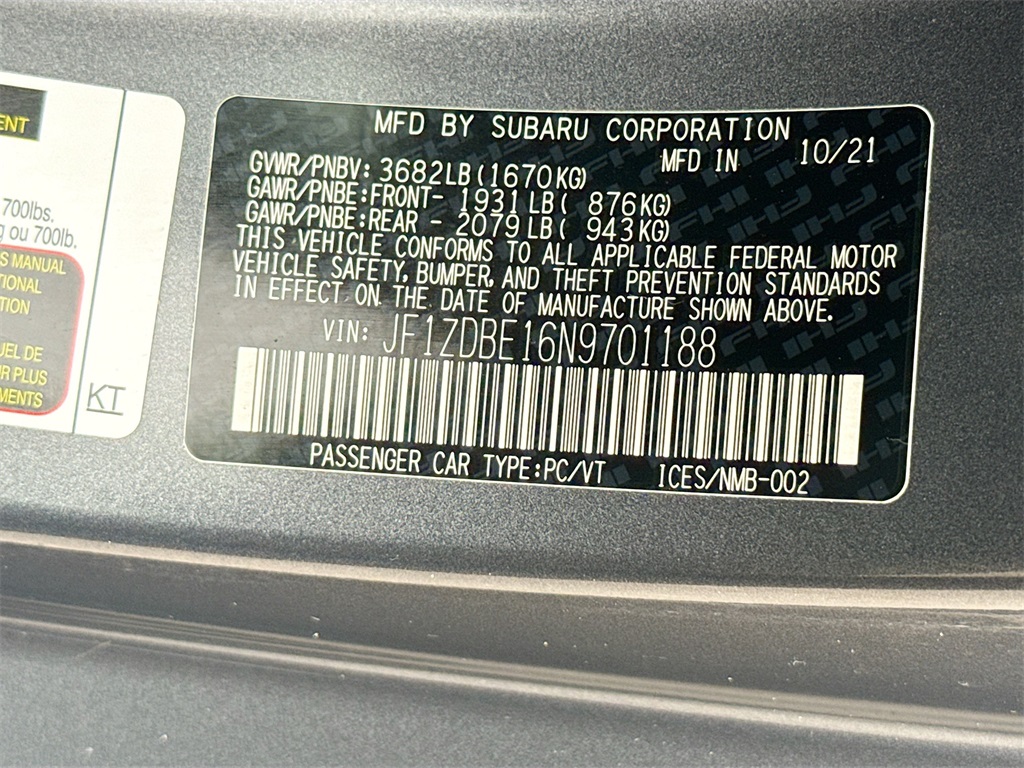 ENT
700lbs.
g ou 700lb.
S MANUAL
TIONAL
TION
UEL DE
R PLUS
MENTS
KT
MFD BY SUBARU CORPORATION
GVWR/PNBV: 3682LB(1670KG) MFD IN 10/21
GAWR/PNBE:FRONT- 1931LB( 876KG)
GAWR/PNBE:REAR - 2079LB( 943KG)
THIS VEHICLE CONFORMS TO ALL APPLICABLE FEDERAL MOTOR
VEHICLE SAFETY, BUMPER, AND THEFT PREVENTION STANDARDS
IN EFFECT ON THE DATE OF MANUFACTURE SHOWN ABOVE.
VIN: JF1ZDBE16N9701188
PASSENGER CAR TYPE:PC/VT ICES/NMB-002